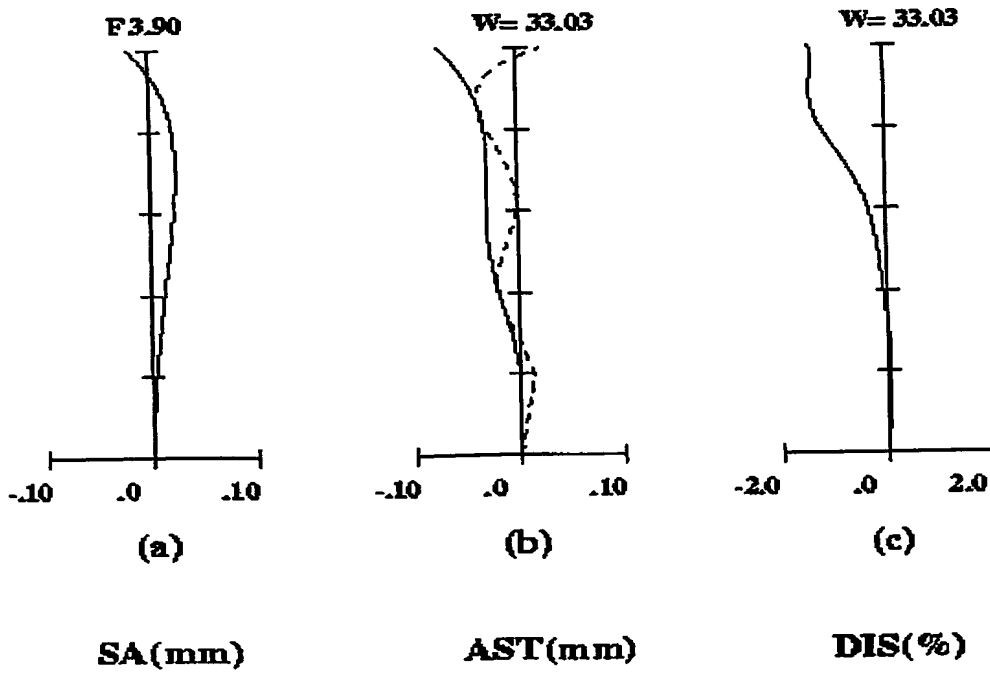 F 3.90 W= 33.03 W= 33.03
-.10 .0 .10 -.10 .0 .10 -2.0 .0 2.0
(a) (b) (c)
SA(mm) AST(mm) DIS(%)